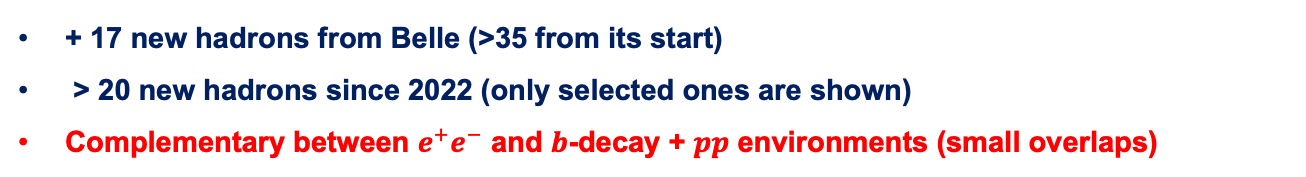 • + 17 new hadrons from Belle (>35 from its start)
• > 20 new hadrons since 2022 (only selected ones are shown)
• Complementary between e⁺e⁻ and b-decay + pp environments (small overlaps)